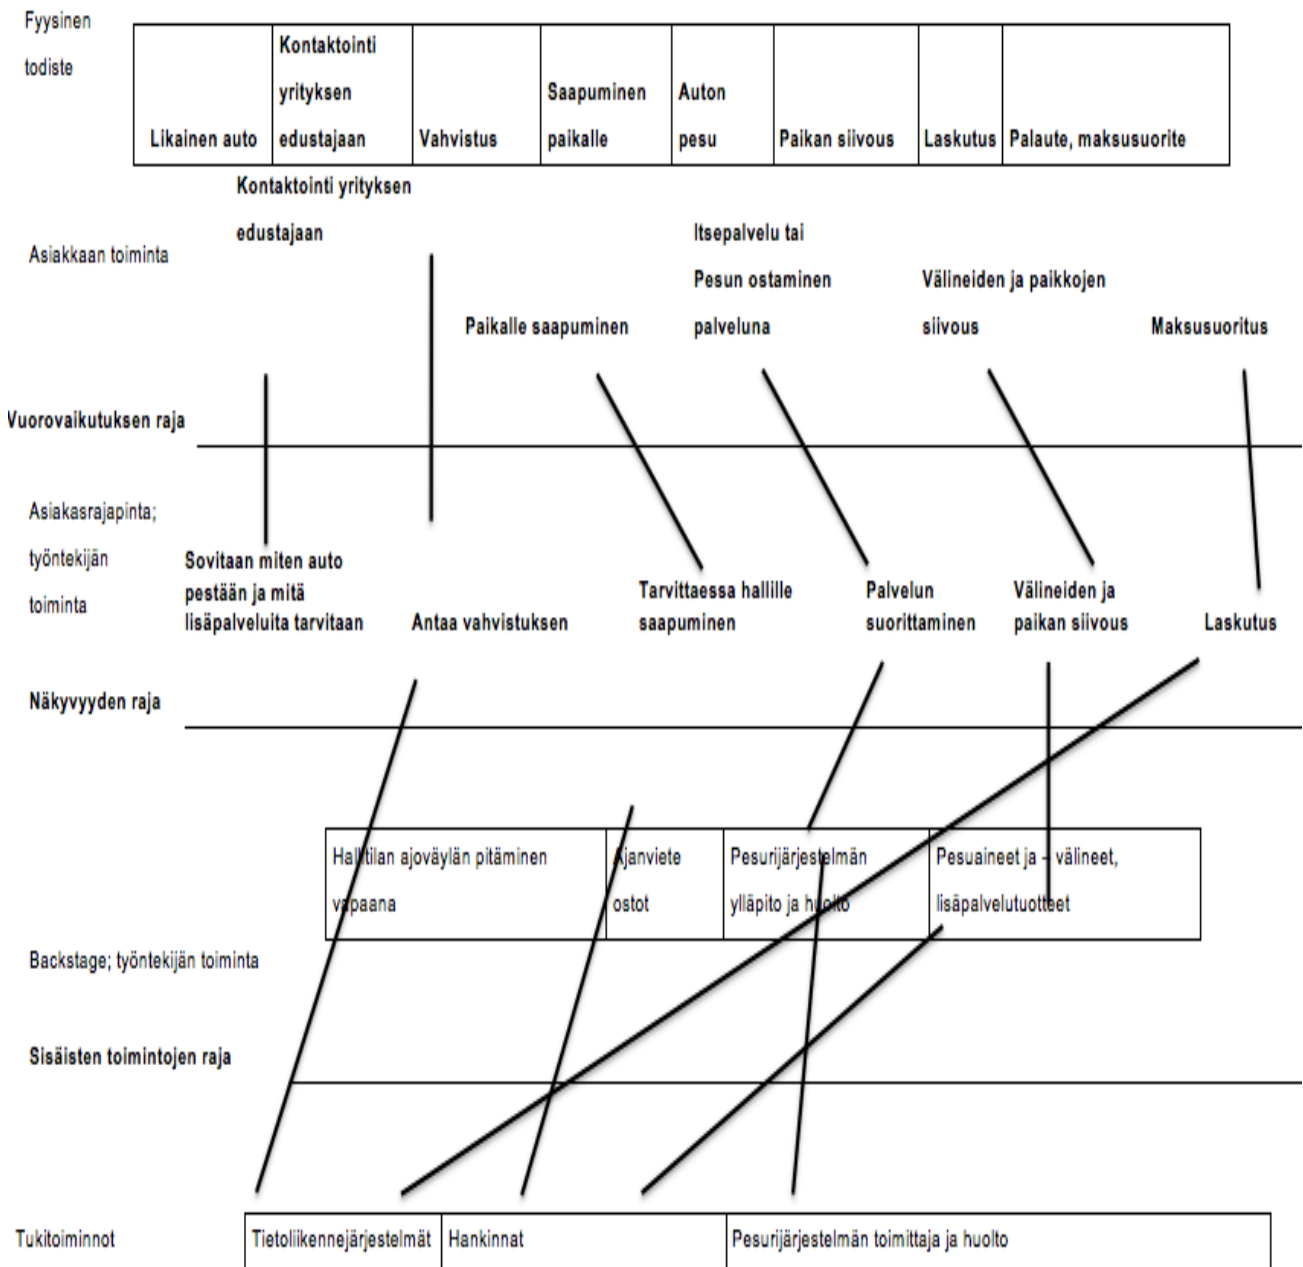 Fyysinen
todiste
Likainen auto
Kontaktointi
yrityksen
edustajaan
Vahvistus
Saapuminen
paikalle
Auton
pesu
Paikan siivous
Laskutus
Palaute, maksusuorite
Asiakkaan toiminta
Kontaktointi yrityksen
edustajaan
Paikalle saapuminen
Itsepalvelu tai
Pesun ostaminen
palveluna
Välineiden ja paikkojen
siivous
Maksusuoritus
Vuorovaikutuksen raja
Asiakasrajapinta;
työntekijän
toiminta
Sovitaan miten auto
pestään ja mitä
lisäpalveluita tarvitaan
Antaa vahvistuksen
Tarvittaessa hallille
saapuminen
Palvelun
suorittaminen
Välineiden ja
paikan siivous
Laskutus
Näkyvyyden raja
Hallitilan ajoväylän pitäminen
vapaana
Ajanviete
ostot
Pesurijärjestelmän
ylläpito ja huolto
Pesuaineet ja – välineet,
lisäpalvelutuotteet
Backstage; työntekijän toiminta
Sisäisten toimintojen raja
Tukitoiminnot
Tietoliikennejärjestelmät
Hankinnat
Pesurijärjestelmän toimittaja ja huolto